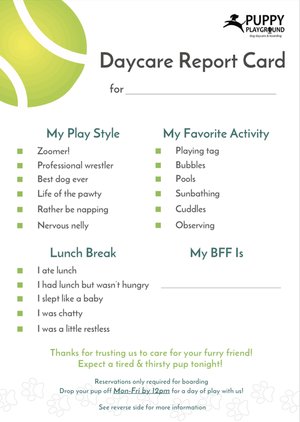 PUPPY
PLAYGROUND
dog daycare & boarding
Daycare Report Card
for
My Play Style
Zoomer!
Professional wrestler
Best dog ever
Life of the pawty
Rather be napping
Nervous nelly
My Favorite Activity
Playing tag
Bubbles
Pools
Sunbathing
Cuddles
Observing
Lunch Break
I ate lunch
I had lunch but wasn't hungry
I slept like a baby
I was chatty
I was a little restless
My BFF Is
Thanks for trusting us to care for your furry friend!
Expect a tired & thirsty pup tonight!
Reservations only required for boarding
Drop your pup off Mon-Fri by 12pm for a day of play with us!
See reverse side for more information